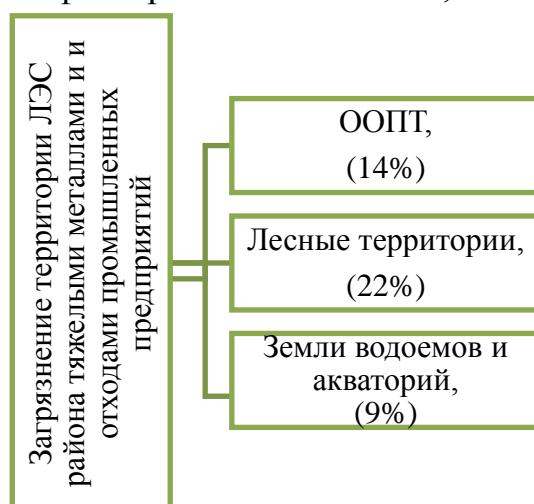 Загрязнение территории ЛЭС
района тяжелыми металлами и и
отходами промышленных
предприятий
ООПТ,
(14%)
Лесные территории,
(22%)
Земли водоемов и
акваторий,
(9%)